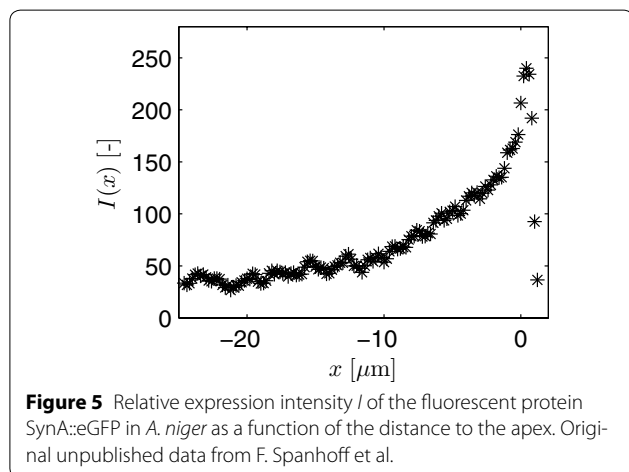 250
200
150
100
50
0
I(x) [-]
−20
−10
0
x [μm]
Figure 5 Relative expression intensity I of the fluorescent protein
SynA::eGFP in A. niger as a function of the distance to the apex. Origi-
nal unpublished data from F. Spanhoff et al.